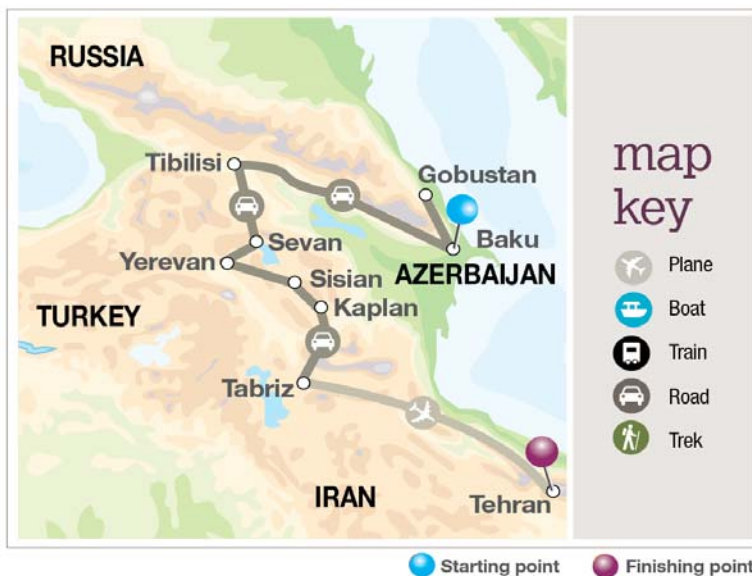 RUSSIA
Tibilisi
Gobustan
Baku
Sevan
Yerevan
AZERBAIJAN
Sisian
Kaplan
TURKEY
Tabriz
IRAN
Tehran
map
key
Plane
Boat
Train
Road
Trek
Starting point
Finishing point